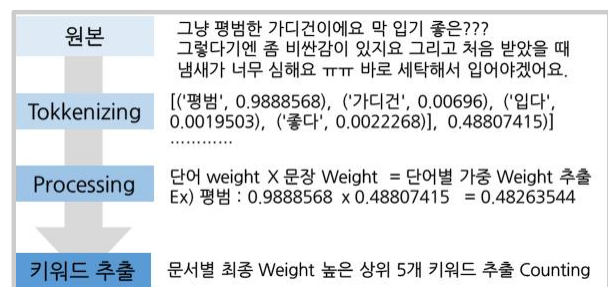 원본
그냥 평범한 가디건이에요 막 입기 좋은???
그렇다기엔 좀 비싼감이 있지요 그리고 처음 받았을 때
냄새가 너무 심해요 ㅠㅠ 바로 세탁해서 입어야겠어요.
Tokkenizing
[('평범', 0.9888568), ('가디건', 0.00696), ('입다',
0.0019503), ('좋다', 0.0022268)], 0.48807415)]
…………
Processing
단어 weight X 문장 Weight = 단어별 가중 Weight 추출
Ex) 평범 : 0.9888568 x 0.48807415 = 0.48263544
키워드 추출
문서별 최종 Weight 높은 상위 5개 키워드 추출 Counting